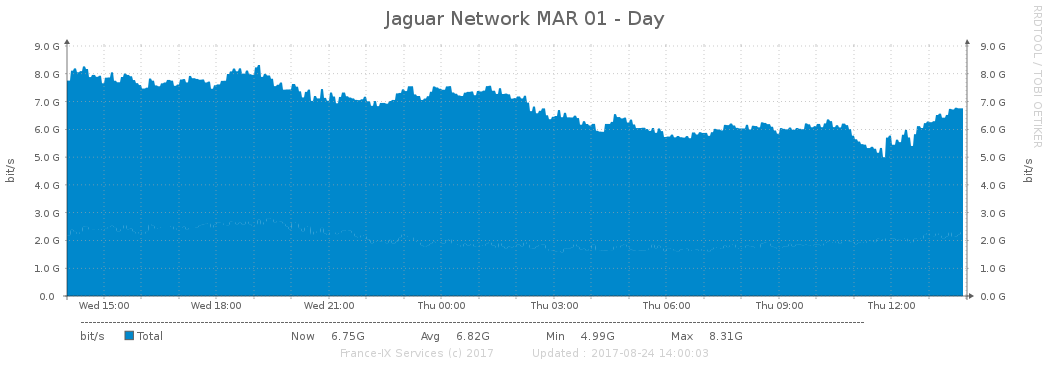 Jaguar Network MAR 01 - Day
RRDTOOL / TOBI OETIKER
9.0 G 9.0 G
8.0 G 8.0 G
7.0 G 7.0 G
6.0 G 6.0 G
5.0 G 5.0 G
4.0 G 4.0 G
3.0 G 3.0 G
2.0 G 2.0 G
1.0 G 1.0 G
0.0 0.0 G
bit/s
bit/s
Wed 15:00 Wed 18:00 Wed 21:00 Thu 00:00 Thu 03:00 Thu 06:00 Thu 09:00 Thu 12:00
bit/s Total Now 6.75G Avg 6.82G Min 4.99G Max 8.31G
France-IX Services (c) 2017 Updated : 2017-08-24 14:00:03